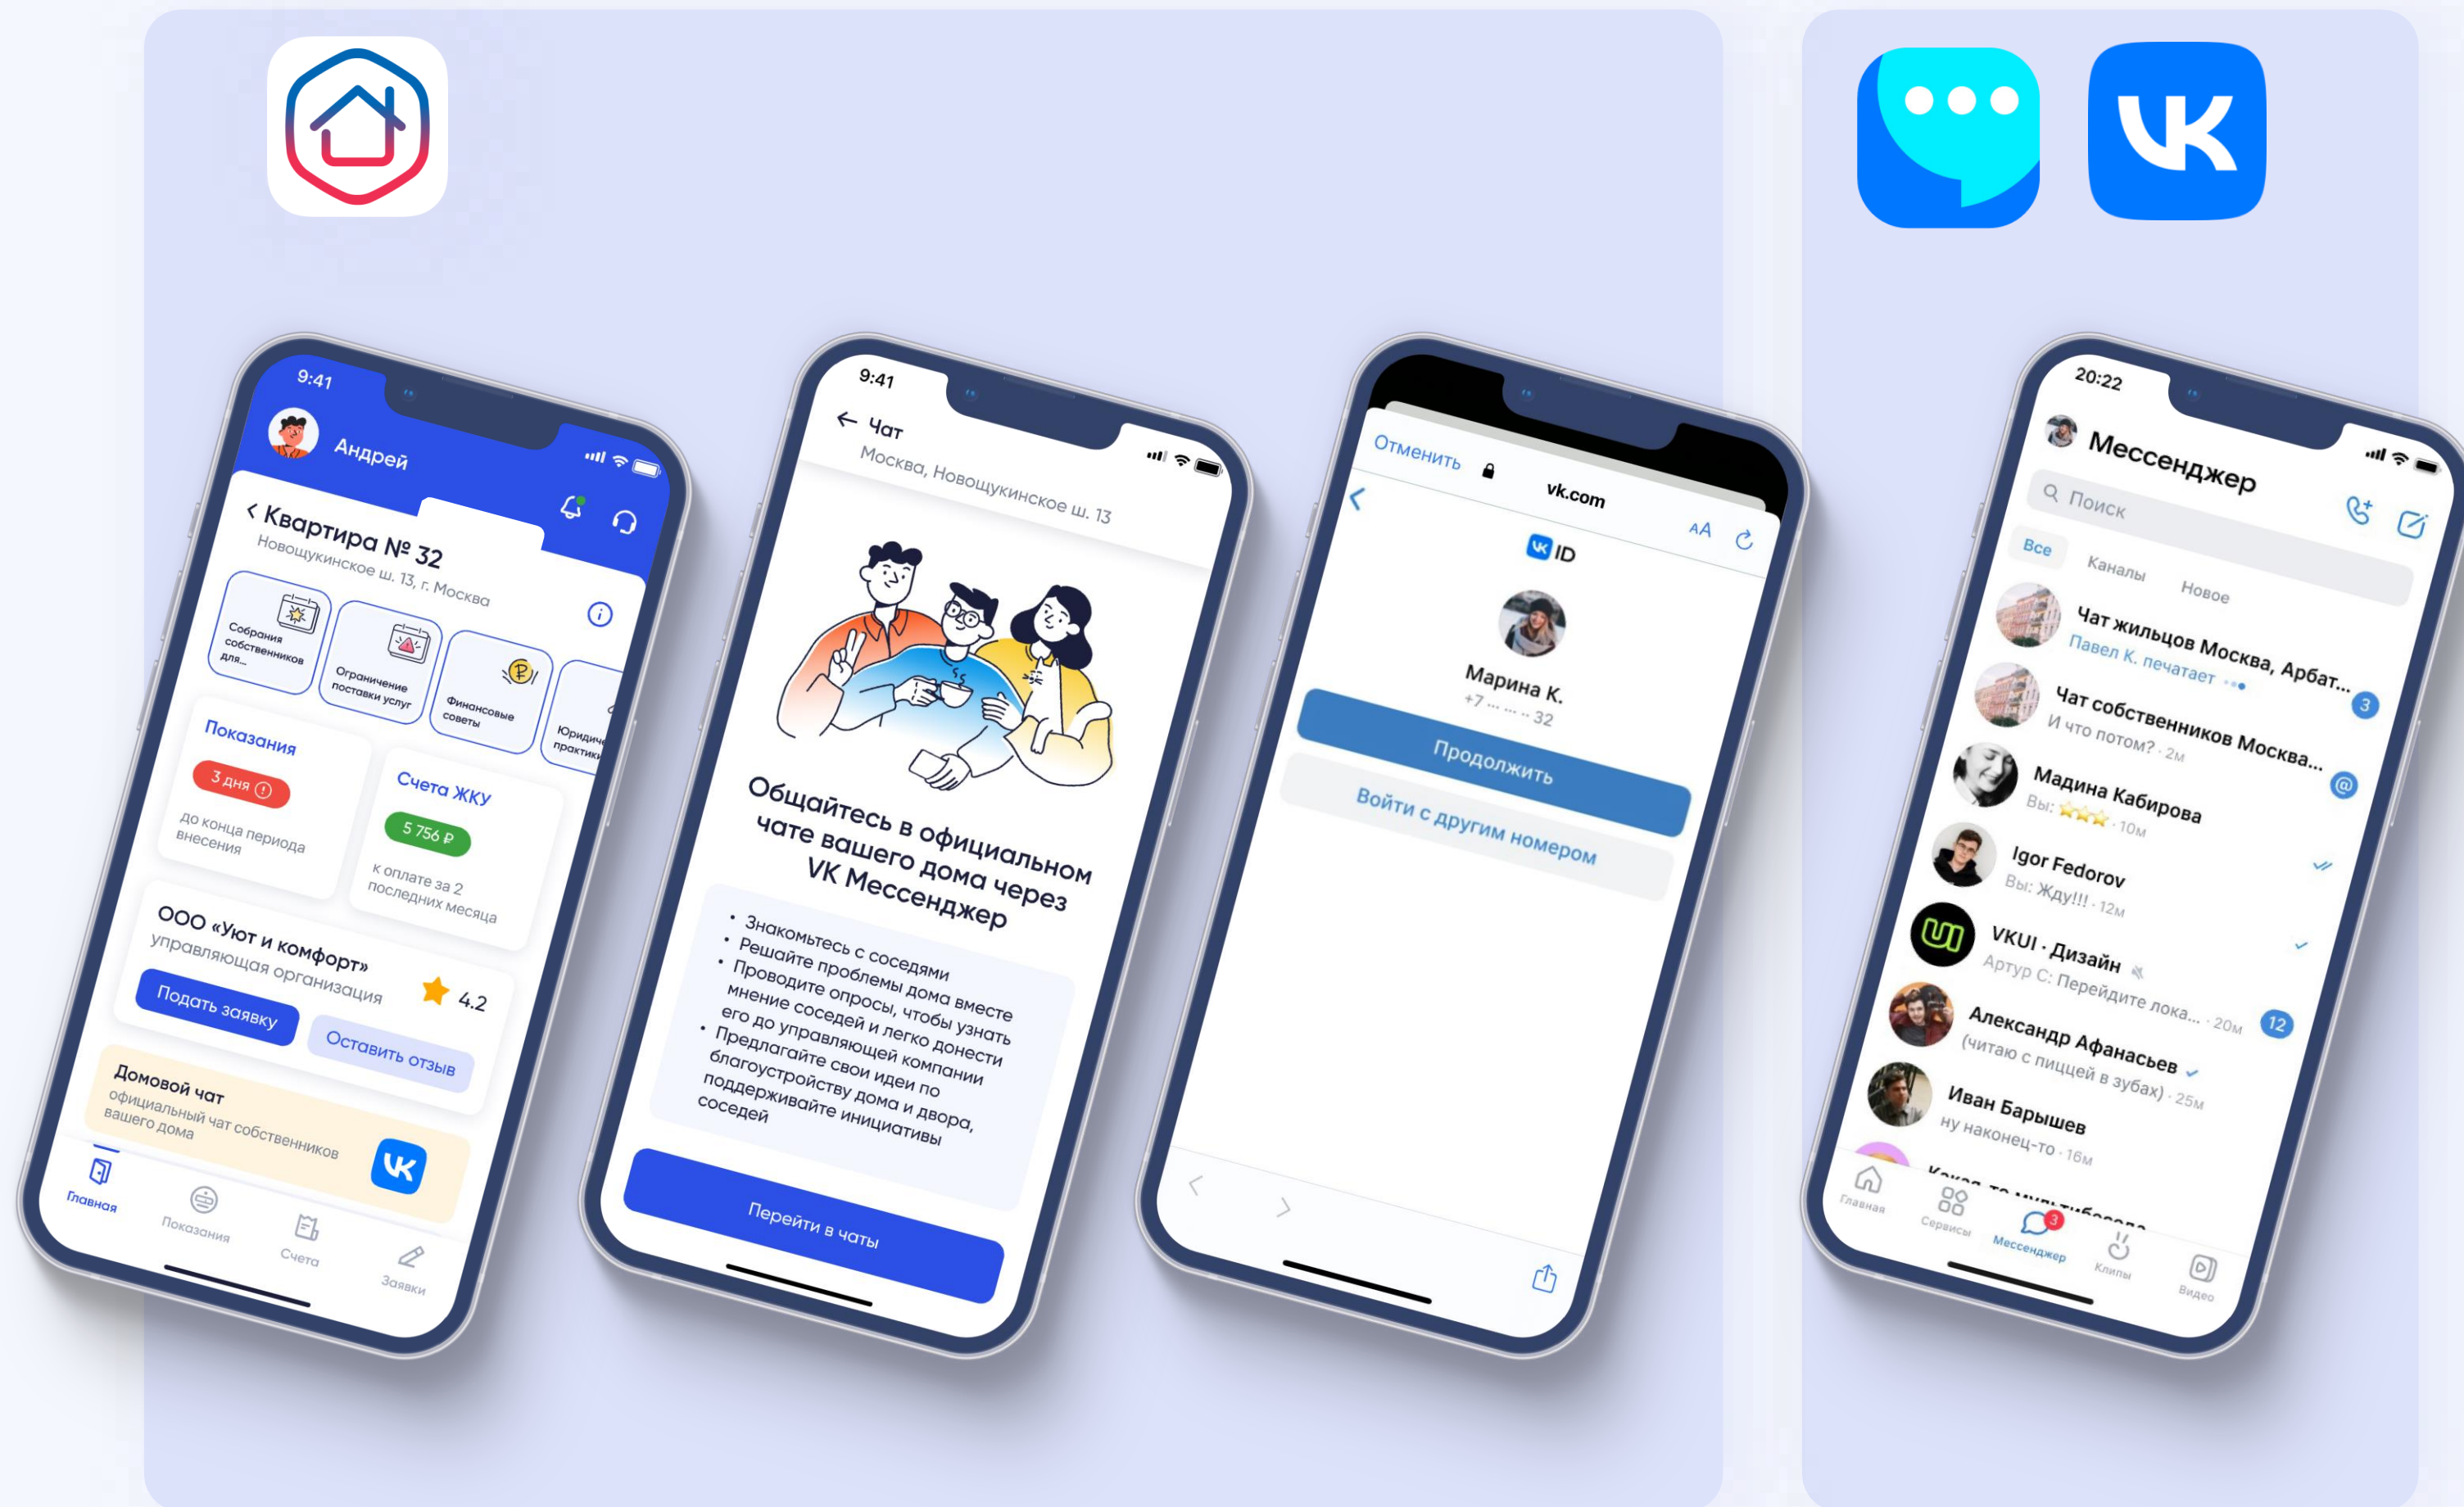 9:41
Андрей
Квартира № 32
Новощукинское ш. 13, г. Москва
Собрания
собственников
для...
Ограничение
поставки услуг
Финансовые
советы
Показания
3 дня
до конца периода
внесения
Счета ЖКУ
5 756 ₽
к оплате за 2
последних месяца
ООО «Уют и комфорт»
управляющая организация
4.2
Подать заявку
Оставить отзыв
Домовой чат
официальный чат собственников
вашего дома
VK
Главная
Показания
Счета
Заявки
9:41
Чат
Москва, Новощукинское ш. 13
Общайтесь в официальном
чате вашего дома через
VK Мессенджер
• Знакомьтесь с соседями
• Решайте проблемы дома вместе
• Проводите опросы, чтобы узнать
мнение соседей и легко донести
его до управляющей компании
• Предлагайте свои идеи по
благоустройству дома и двора,
поддерживайте инициативы
соседей
Перейти в чаты
Отменить
vk.com
AA
VK ID
Марина К.
+7 ··· ··· ·· 32
Продолжить
Войти с другим номером
VK
20:22
Мессенджер
Поиск
Все
Каналы
Новое
Чат жильцов Москва, Арбат...
Павел К. печатает
3
Чат собственников Москва...
И что потом? · 2м
@
Мадина Кабирова
Вы: ⭐⭐⭐ · 10м
Igor Fedorov
Вы: Жду!!! · 12м
VKUI · Дизайн
Артур С: Перейдите лока... · 20м
12
Александр Афанасьев
(читаю с пиццей в зубах) · 25м
Иван Барышев
ну наконец-то · 16м
Главная
Сервисы
Мессенджер
3
Клипы
Видео